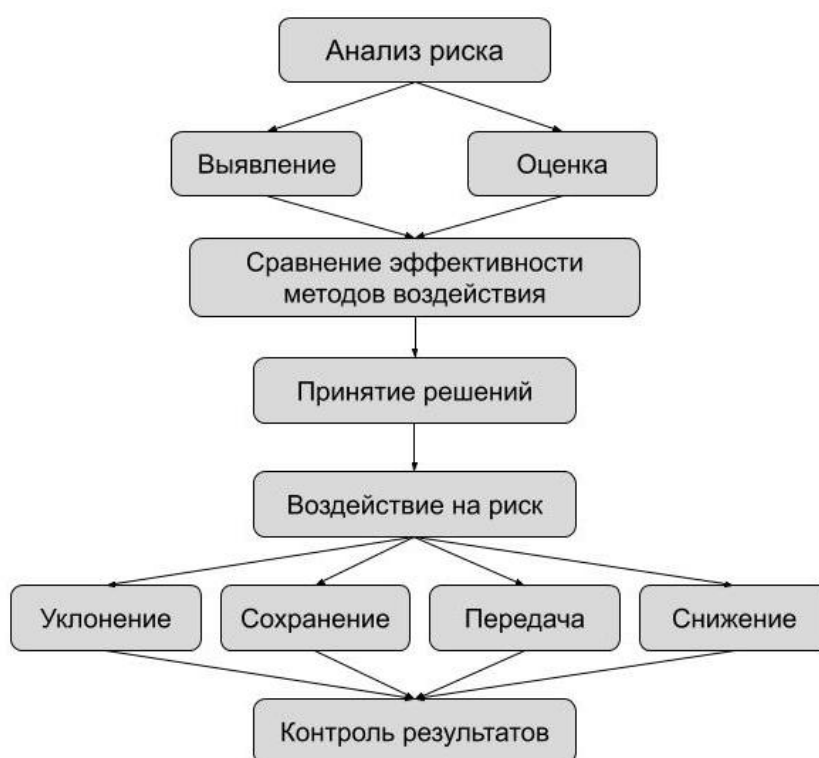 Анализ риска
Выявление
Оценка
Сравнение эффективности
методов воздействия
Принятие решений
Воздействие на риск
Уклонение
Сохранение
Передача
Снижение
Контроль результатов